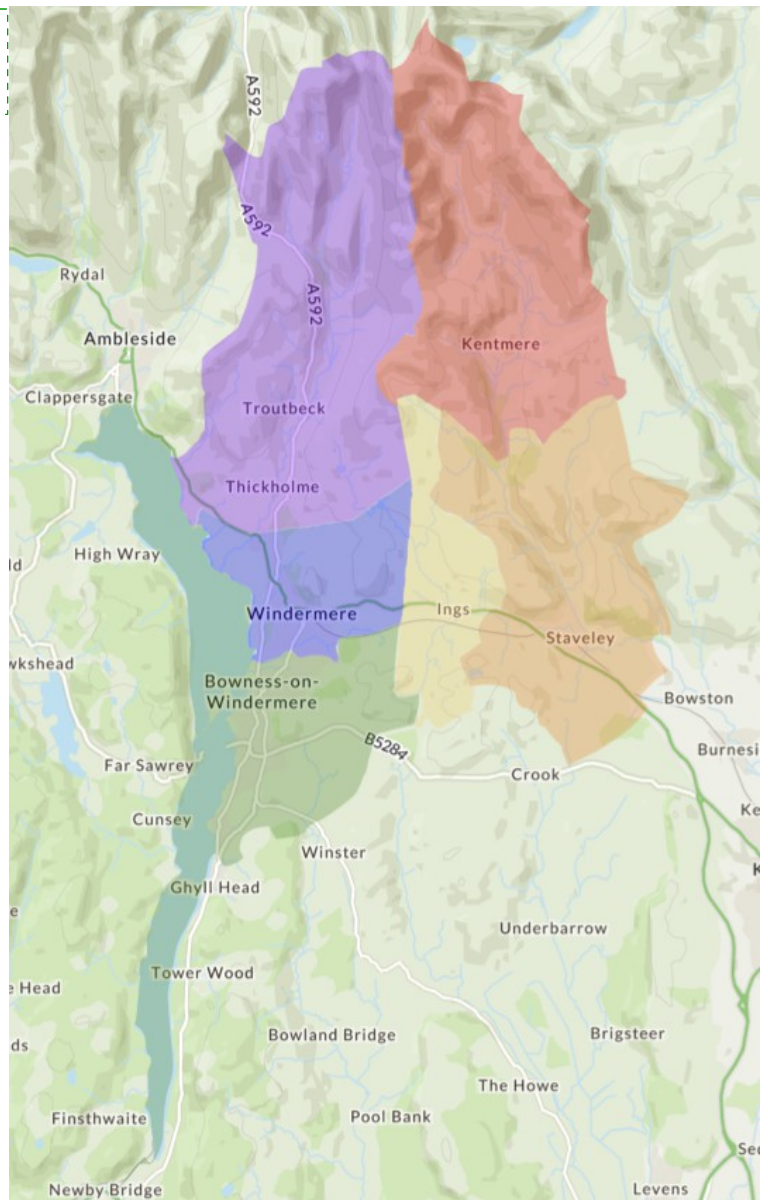 A592
A592
Rydal
A592
Ambleside
Kentmere
Clappersgate
Troutbeck
Thickholme
High Wray
ld
Windermere
Ings
Staveley
wkshead
Bowness-on-
Windermere
Bowston
B5284
Burnesi
Far Sawrey
Crook
Cunsey
Ke
Winster
K
Ghyll Head
e
Underbarrow
Tower Wood
e Head
Bowland Bridge
Brigsteer
ds
The Howe
Finsthwaite
Pool Bank
Sed
Newby Bridge
Levens